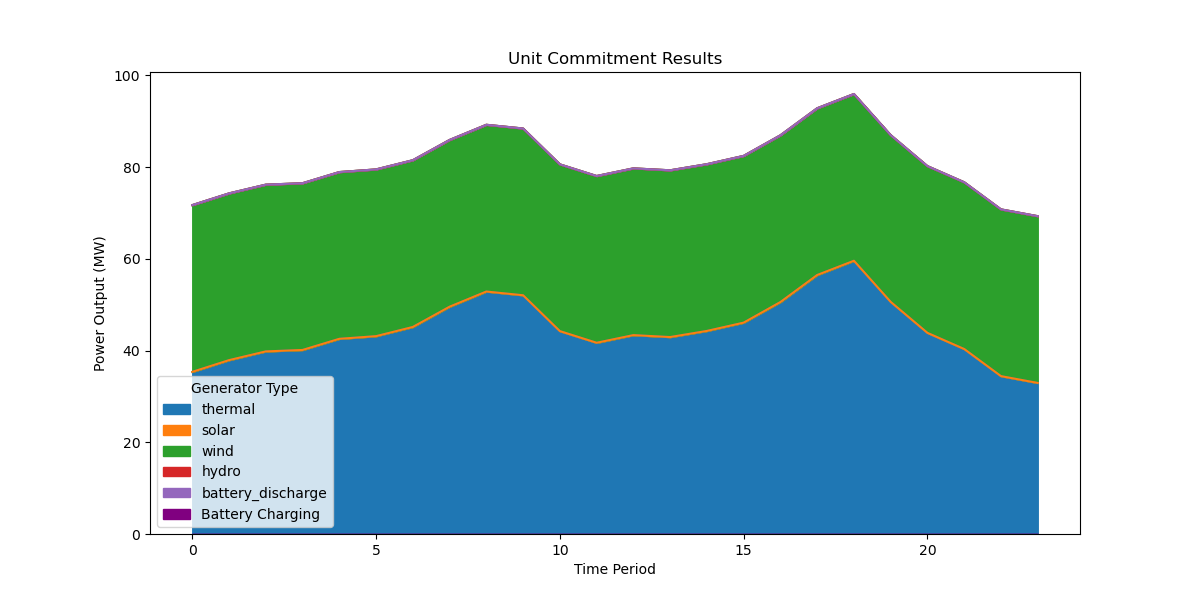 Unit Commitment Results
Power Output (MW)
100
80
60
40
20
0
Generator Type
thermal
solar
wind
hydro
battery_discharge
Battery Charging
0 5 10 15 20
Time Period